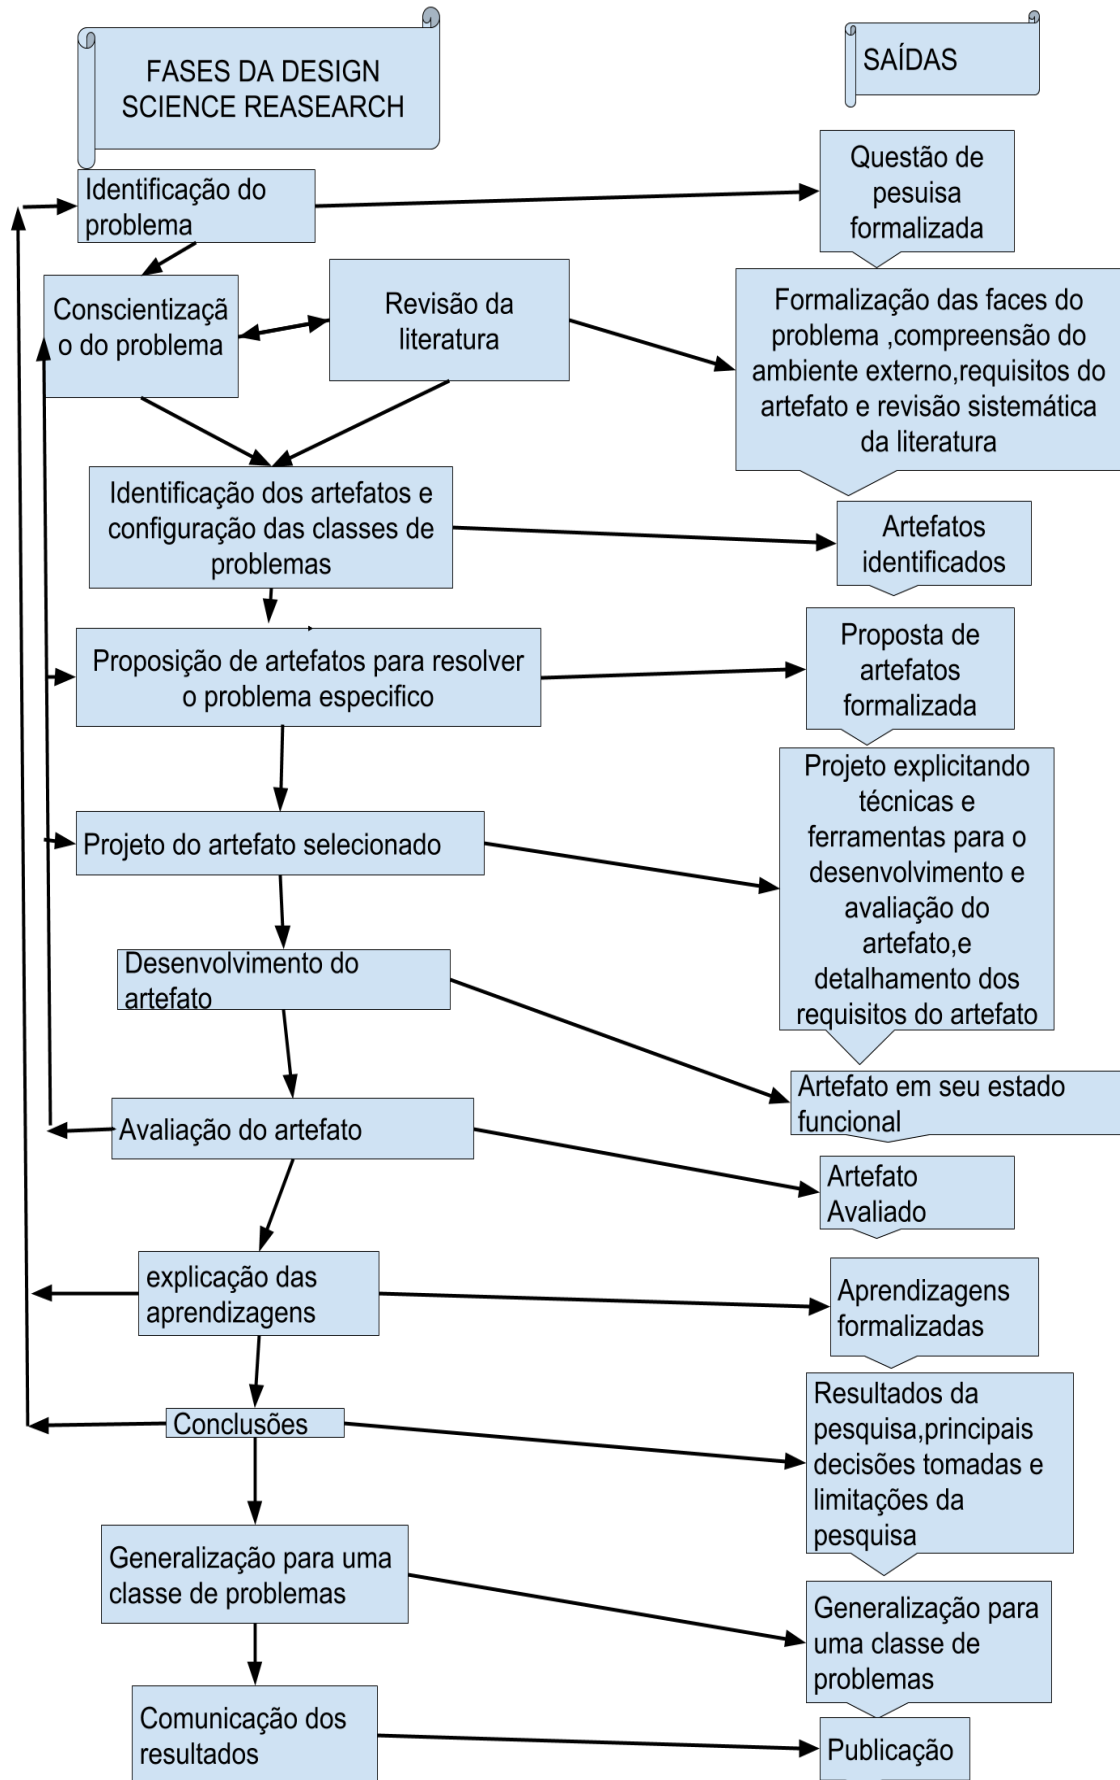 FASES DA DESIGN
SCIENCE REASEARCH
SAÍDAS
Identificação do
problema
Questão de
pesuisa
formalizada
Conscientizaçã
o do problema
Revisão da
literatura
Formalização das faces do
problema ,compreensão do
ambiente externo,requisitos do
artefato e revisão sistemática
da literatura
Identificação dos artefatos e
configuração das classes de
problemas
Artefatos
identificados
Proposição de artefatos para resolver
o problema especifico
Proposta de
artefatos
formalizada
Projeto do artefato selecionado
Projeto explicitando
técnicas e
ferramentas para o
desenvolvimento e
avaliação do
artefato,e
detalhamento dos
requisitos do artefato
Desenvolvimento do
artefato
Artefato em seu estado
funcional
Avaliação do artefato
Artefato
Avaliado
explicação das
aprendizagens
Aprendizagens
formalizadas
Conclusões
Resultados da
pesquisa,principais
decisões tomadas e
limitações da
pesquisa
Generalização para uma
classe de problemas
Generalização para
uma classe de
problemas
Comunicação dos
resultados
Publicação